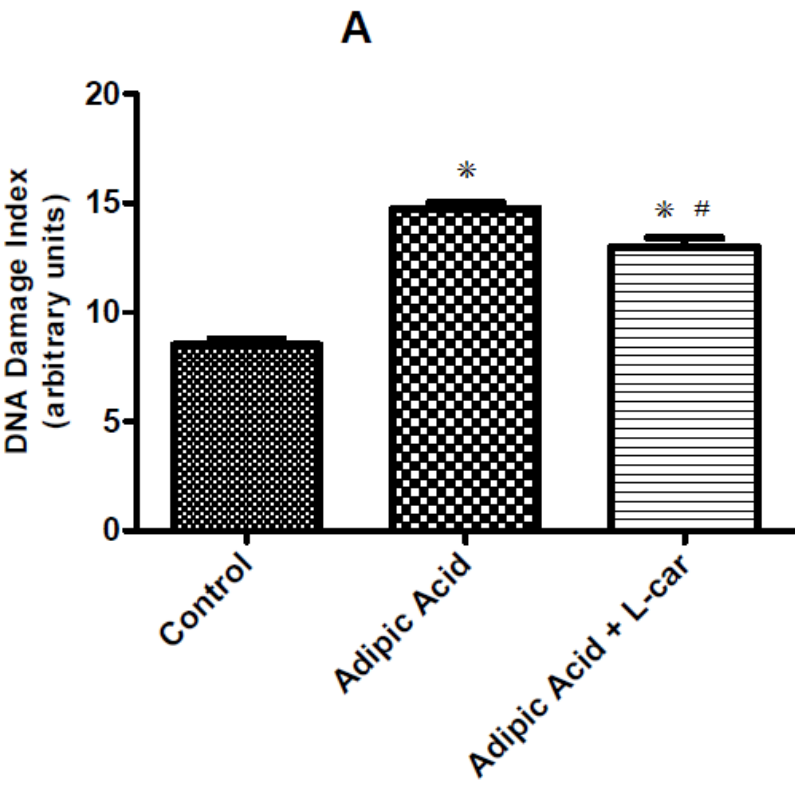 A
DNA Damage Index
(arbitrary units)
20
15
10
5
0
*
* #
Control
Adipic Acid
Adipic Acid + L-car